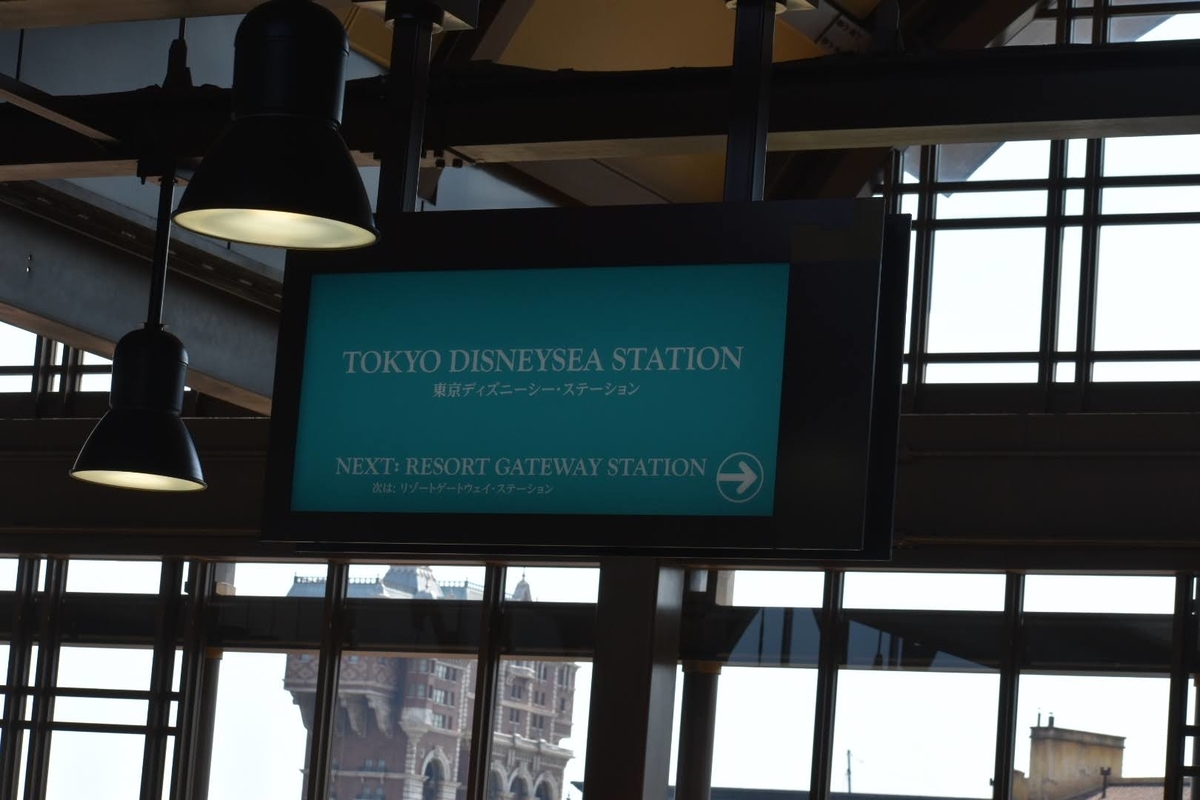 TOKYO DISNEYSEA STATION
東京ディズニーシー・ステーション
NEXT: RESORT GATEWAY STATION
次は: リゾートゲートウェイ・ステーション